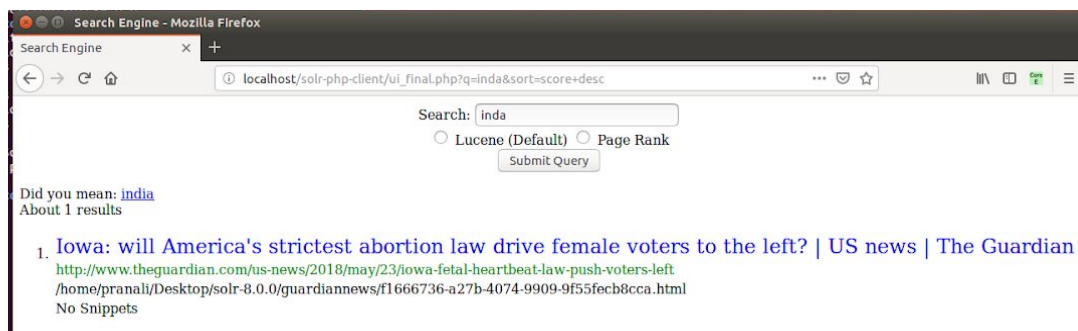 Search Engine - Mozilla Firefox
Search Engine
localhost/solr-php-client/ui_final.php?q=inda&sort=score+desc
Search: inda
Lucene (Default) Page Rank
Submit Query
Did you mean: india
About 1 results
1. Iowa: will America's strictest abortion law drive female voters to the left? | US news | The Guardian
http://www.theguardian.com/us-news/2018/may/23/iowa-fetal-heartbeat-law-push-voters-left
/home/pranali/Desktop/solr-8.0.0/guardiannews/f1666736-a27b-4074-9909-9f55fecb8cca.html
No Snippets